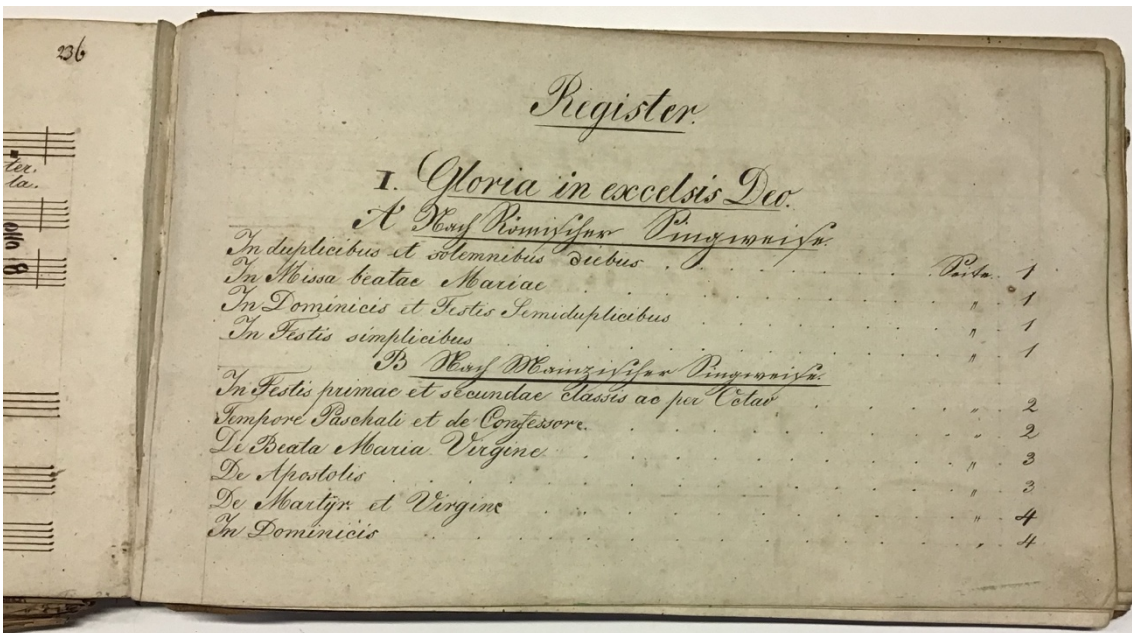 236
ter.
ta.
Register.
I. Gloria in excelsis Deo.
A Nach Römischer Singweise.
In duplicibus et solemnibus diebus . . . . . . . . Seite. 1
In Missa beatae Mariae . . . . . . . . " 1
In Dominicis et Festis Semiduplicibus . . . . . . . . " 1
In Festis simplicibus . . . . . . . . " 1
B Nach Mainzischer Singweise.
In Festis primae et secundae classis ac per Octav . . . . . . " 2
Tempore Paschali et de Confessore. . . . . . . . " 2
De Beata Maria Virgine . . . . . . . . " 3
De Apostolis . . . . . . . . " 3
De Martÿr. et Virgine . . . . . . . . " 4
In Dominicis . . . . . . . . " 4